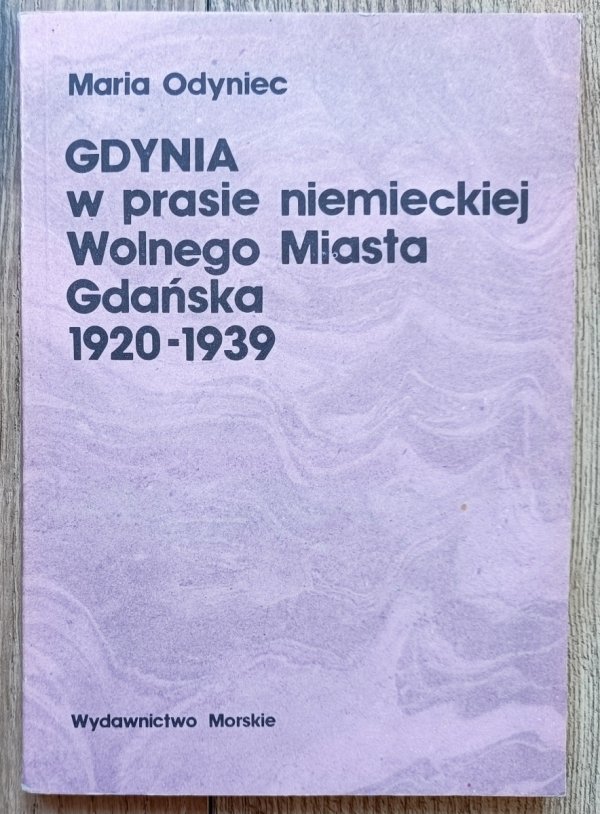 Maria Odyniec
GDYNIA
w prasie niemieckiej
Wolnego Miasta
Gdańska
1920-1939
Wydawnictwo Morskie